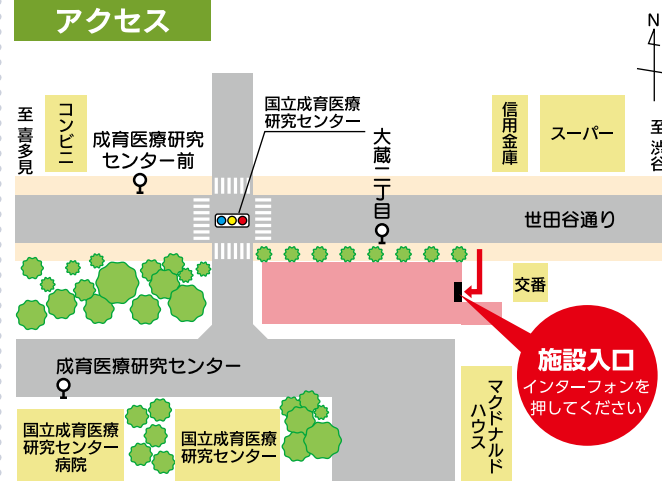 アクセス
N
至 喜多見
コンビニ
成育医療研究
センター前
国立成育医療
研究センター
大蔵二丁目
信用金庫
スーパー
至 渋谷
世田谷通り
交番
施設入口
インターフォンを
押してください
成育医療研究センター
国立成育医療
研究センター
病院
国立成育医療
研究センター
マクドナルド
ハウス